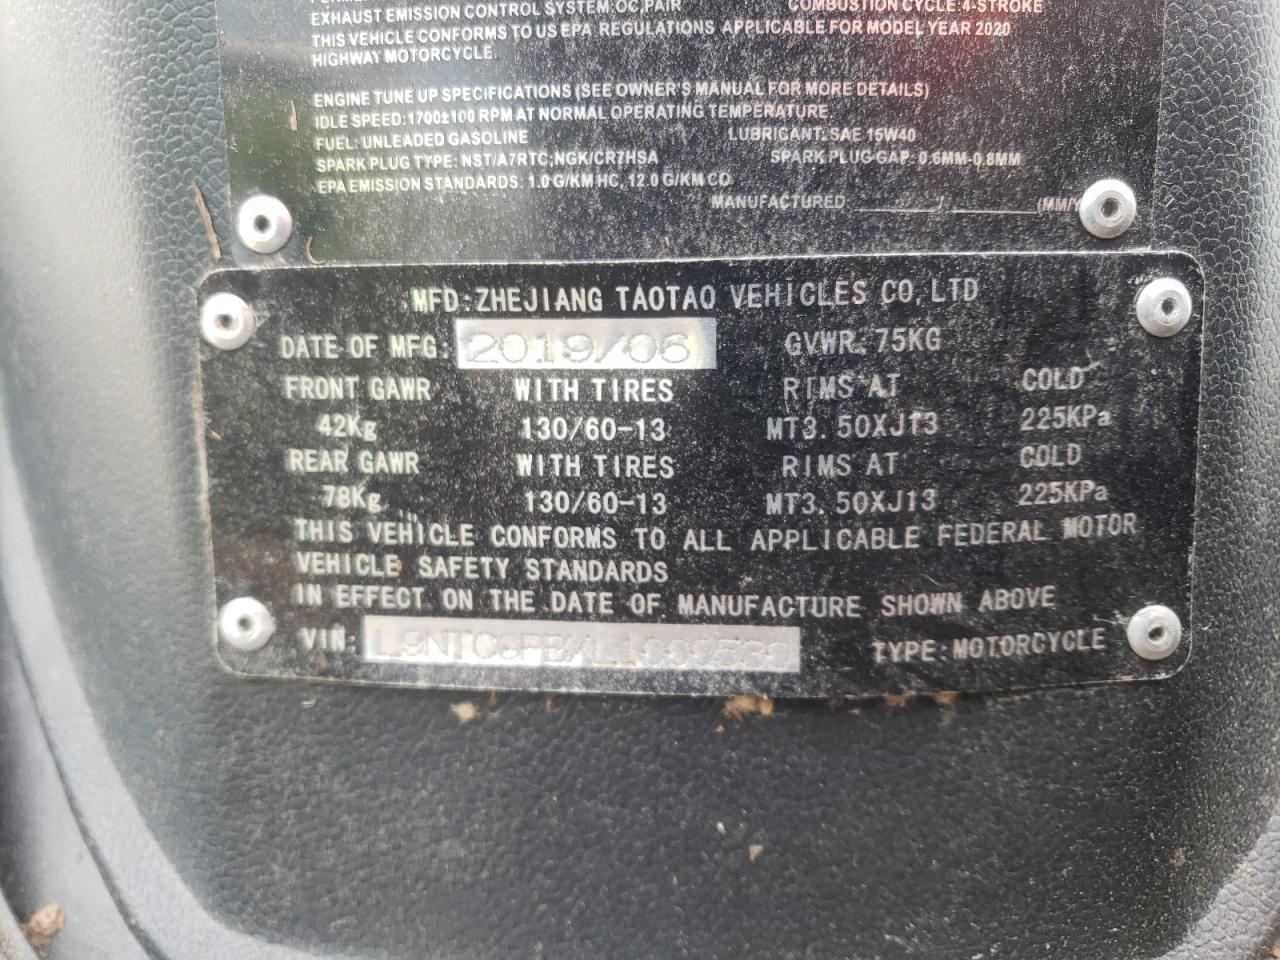 EXHAUST EMISSION CONTROL SYSTEM:OC,PAIR COMBUSTION CYCLE:4-STROKE
THIS VEHICLE CONFORMS TO US EPA REGULATIONS APPLICABLE FOR MODEL YEAR 2020
HIGHWAY MOTORCYCLE.
ENGINE TUNE UP SPECIFICATIONS (SEE OWNER'S MANUAL FOR MORE DETAILS)
IDLE SPEED:1700±100 RPM AT NORMAL OPERATING TEMPERATURE
FUEL: UNLEADED GASOLINE LUBRICANT: SAE 15W40
SPARK PLUG TYPE: NST/A7RTC;NGK/CR7HSA SPARK PLUG GAP: 0.6MM-0.8MM
EPA EMISSION STANDARDS: 1.0 G/KM HC, 12.0 G/KM CO
MANUFACTURED ______/______(MM/Y
MFD:ZHEJIANG TAOTAO VEHICLES CO,LTD
DATE OF MFG: 2019/06 GVWR: 75KG
FRONT GAWR WITH TIRES RIMS AT COLD
42Kg 130/60-13 MT3.50XJ13 225KPa
REAR GAWR WITH TIRES RIMS AT COLD
78Kg 130/60-13 MT3.50XJ13 225KPa
THIS VEHICLE CONFORMS TO ALL APPLICABLE FEDERAL MOTOR
VEHICLE SAFETY STANDARDS
IN EFFECT ON THE DATE OF MANUFACTURE SHOWN ABOVE
VIN: TYPE:MOTORCYCLE